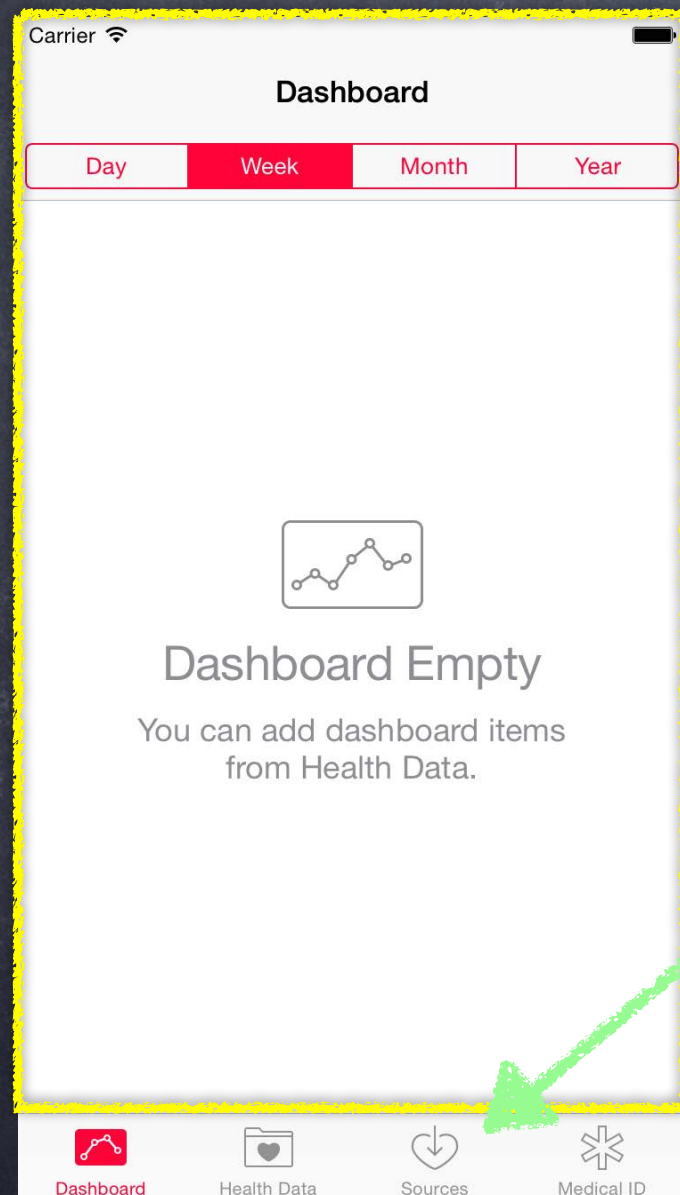 Carrier
Dashboard
Day Week Month Year
Dashboard Empty
You can add dashboard items
from Health Data.
Dashboard Health Data Sources Medical ID